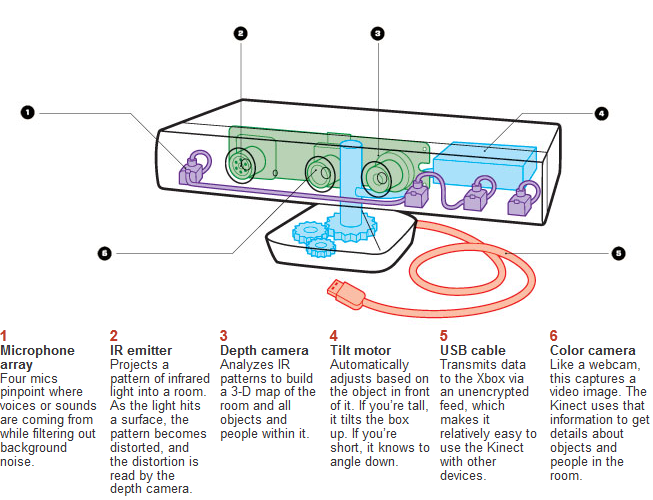 2
3
1
4
6
5
1
Microphone
array
Four mics
pinpoint where
voices or sounds
are coming from
while filtering out
background
noise.
2
IR emitter
Projects a
pattern of infrared
light into a room.
As the light hits
a surface, the
pattern becomes
distorted, and
the distortion is
read by the
depth camera.
3
Depth camera
Analyzes IR
patterns to build
a 3-D map of the
room and all
objects and
people within it.
4
Tilt motor
Automatically
adjusts based on
the object in front
of it. If you're tall,
it tilts the box
up. If you're
short, it knows to
angle down.
5
USB cable
Transmits data
to the Xbox via
an unencrypted
feed, which
makes it
relatively easy to
use the Kinect
with other
devices.
6
Color camera
Like a webcam,
this captures a
video image. The
Kinect uses that
information to get
details about
objects and
people in the
room.